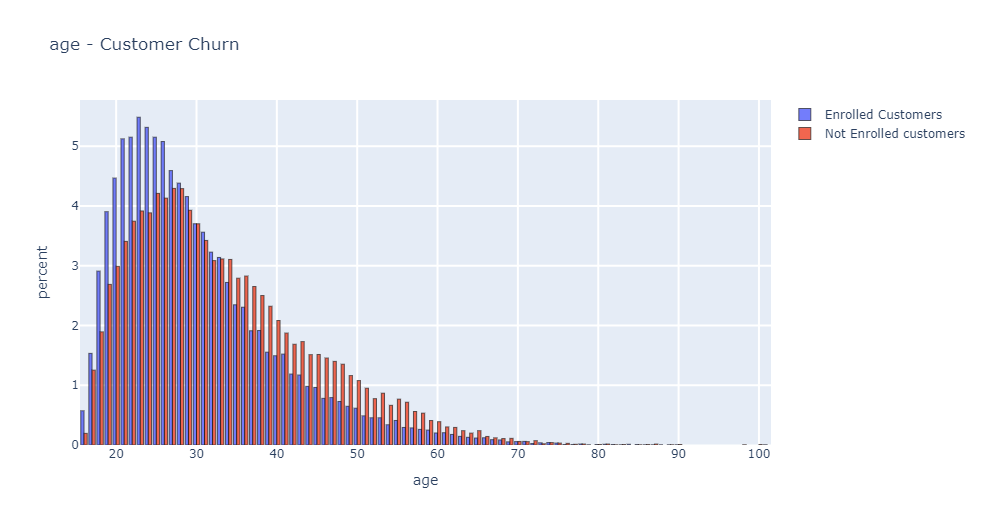 age - Customer Churn
Enrolled Customers
Not Enrolled customers
percent
5
4
3
2
1
0
20 30 40 50 60 70 80 90 100
age